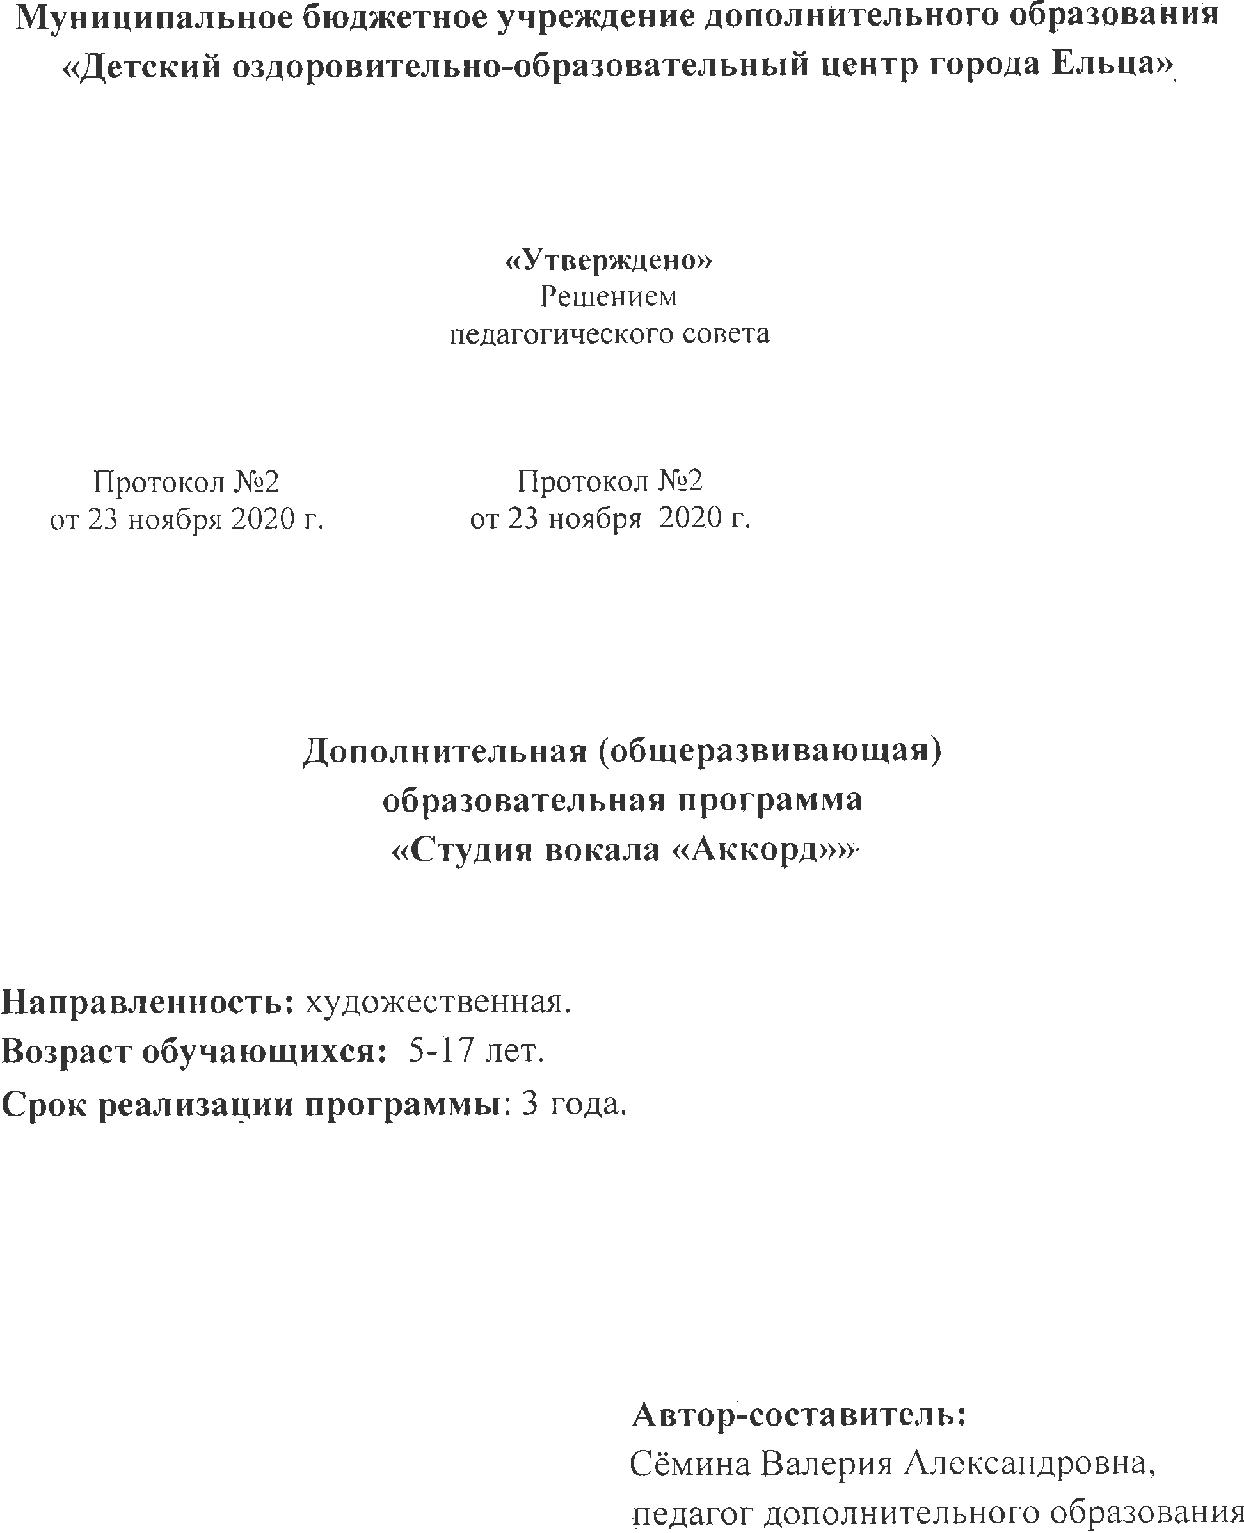 Муниципальное бюджетное учреждение дополнительного образования
«Детский оздоровительно-образовательный центр города Ельца»
«Утверждено»
Решением
педагогического совета
Протокол №2 Протокол №2
от 23 ноября 2020 г. от 23 ноября 2020 г.
Дополнительная (общеразвивающая)
образовательная программа
«Студия вокала «Аккорд»»
Направленность: художественная.
Возраст обучающихся: 5-17 лет.
Срок реализации программы: 3 года.
Автор-составитель:
Сёмина Валерия Александровна,
педагог дополнительного образования